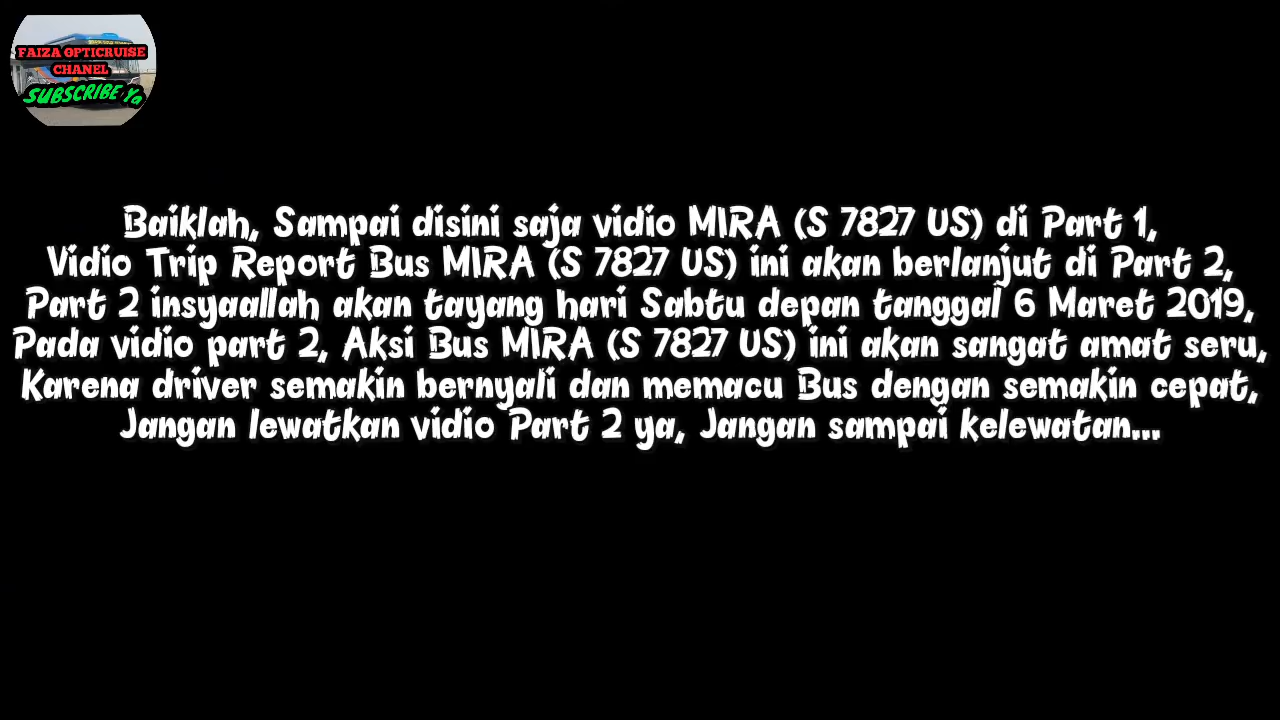 FAIZA OPTICRUISE
CHANEL
SUBSCRIBE Ya
Baiklah, Sampai disini saja vidio MIRA (S 7827 US) di Part 1,
Vidio Trip Report Bus MIRA (S 7827 US) ini akan berlanjut di Part 2,
Part 2 insyaallah akan tayang hari Sabtu depan tanggal 6 Maret 2019,
Pada vidio part 2, Aksi Bus MIRA (S 7827 US) ini akan sangat amat seru,
Karena driver semakin bernyali dan memacu Bus dengan semakin cepat,
Jangan lewatkan vidio Part 2 ya, Jangan sampai kelewatan...